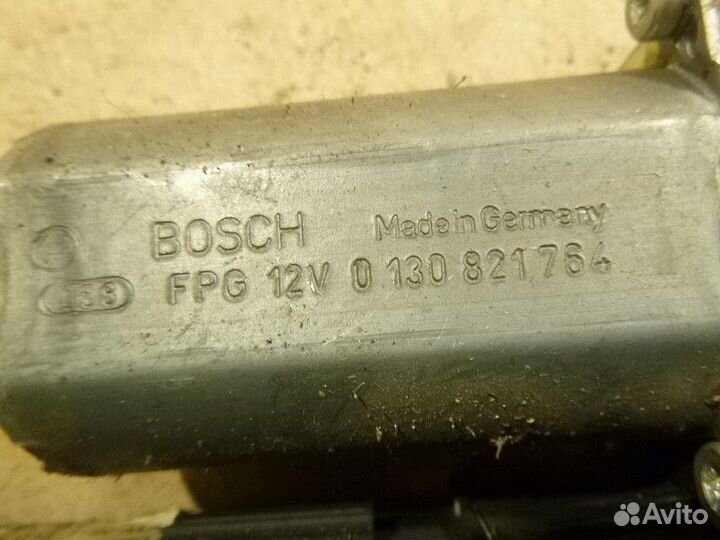 BOSCH Made in Germany
FPG 12V 0 130 821 764
Avito